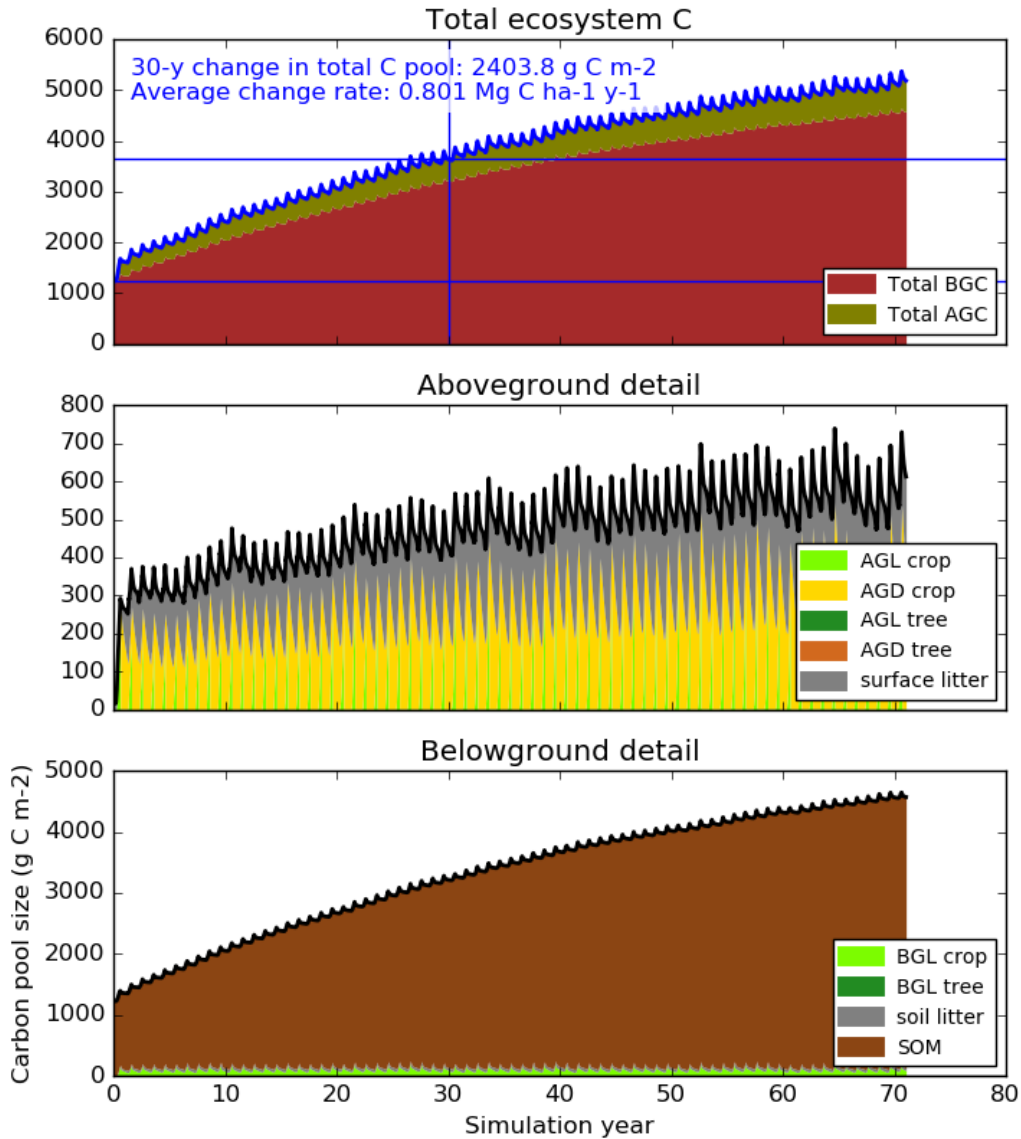 Total ecosystem C
6000
5000
4000
3000
2000
1000
0
30-y change in total C pool: 2403.8 g C m-2
Average change rate: 0.801 Mg C ha-1 y-1
Total BGC
Total AGC
Aboveground detail
800
700
600
500
400
300
200
100
0
AGL crop
AGD crop
AGL tree
AGD tree
surface litter
Belowground detail
Carbon pool size (g C m-2)
5000
4000
3000
2000
1000
0
BGL crop
BGL tree
soil litter
SOM
0 10 20 30 40 50 60 70 80
Simulation year